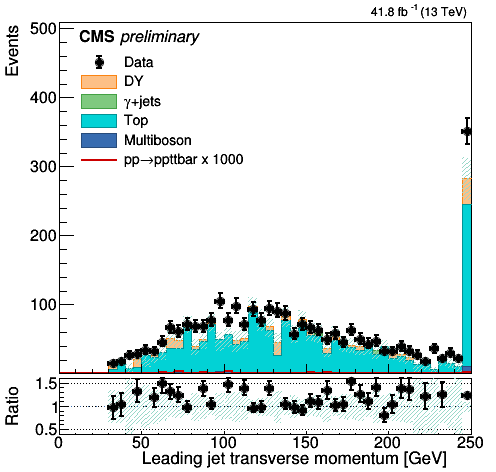 41.8 fb⁻¹ (13 TeV)
Events
500
400
300
200
100
CMS preliminary
Data
DY
γ+jets
Top
Multiboson
pp→ppttbar x 1000
Ratio
1.5
1
0.5
0 50 100 150 200 250
Leading jet transverse momentum [GeV]